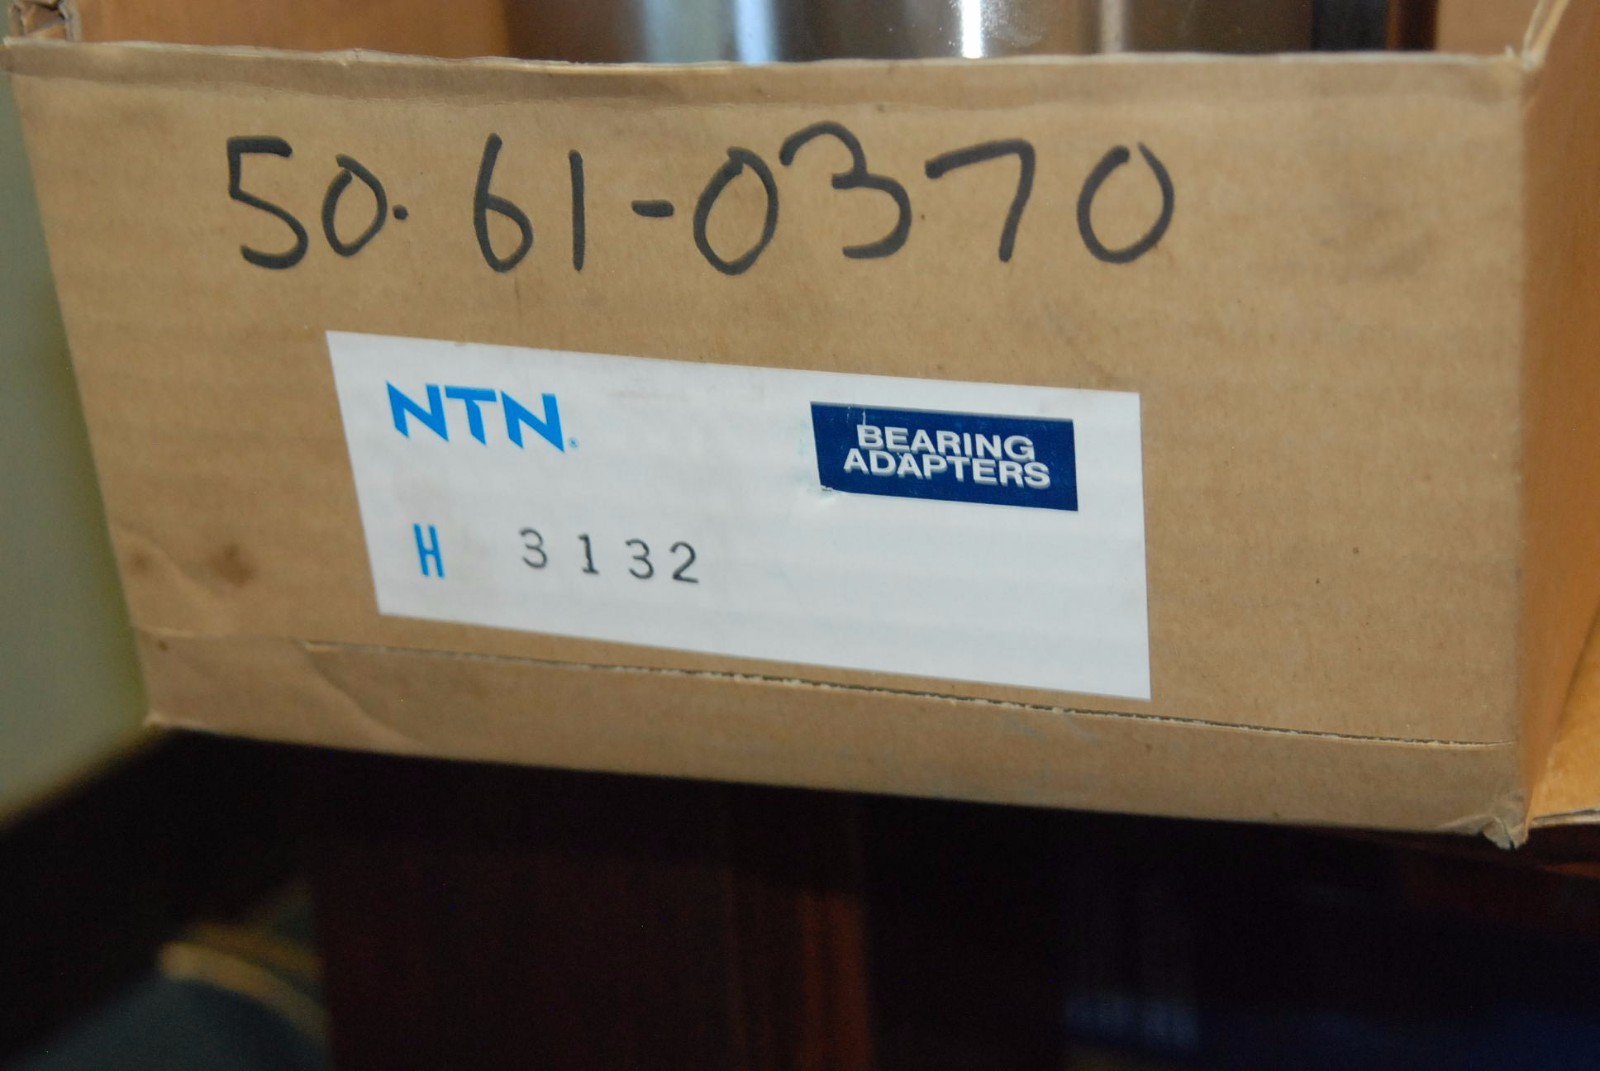 50.61-0370
NTN®
BEARING
ADAPTERS
H 3132